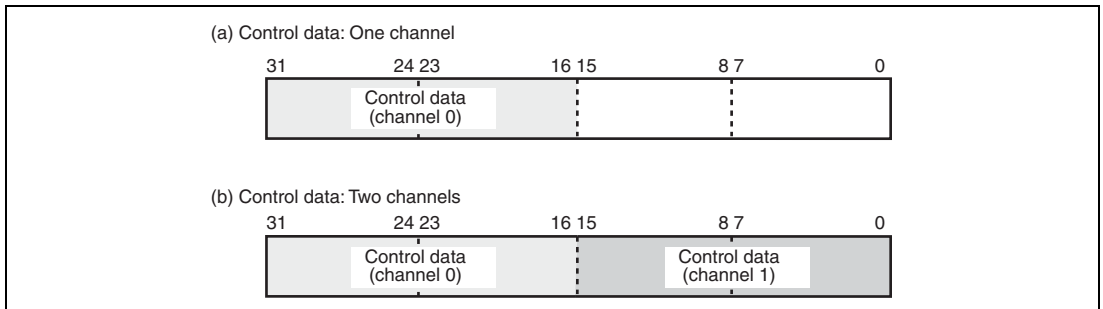 (a) Control data: One channel
31 24 23 16 15 8 7 0
Control data
(channel 0)
(b) Control data: Two channels
31 24 23 16 15 8 7 0
Control data
(channel 0)
Control data
(channel 1)